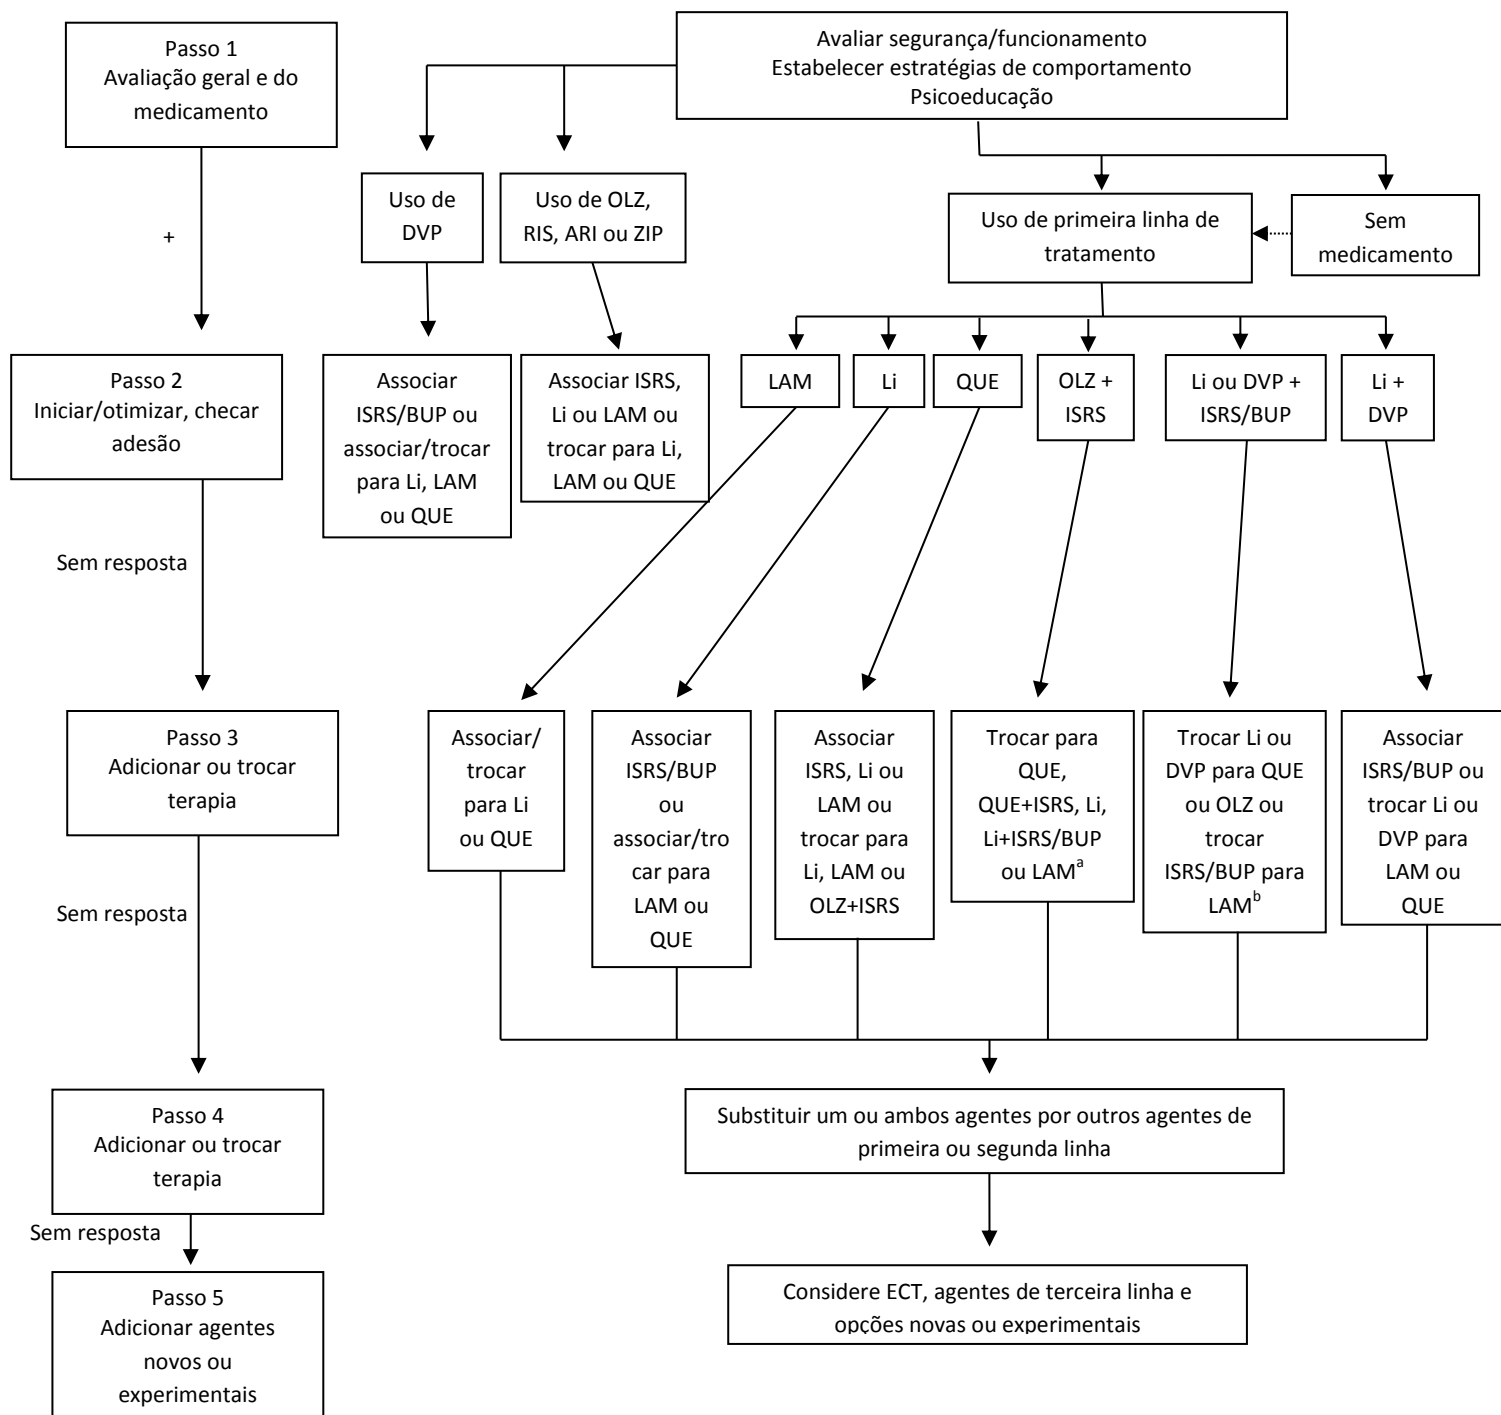 Passo 1
Avaliação geral e do
medicamento
+
Passo 2
Iniciar/otimizar, checar
adesão
Sem resposta
Passo 3
Adicionar ou trocar
terapia
Sem resposta
Passo 4
Adicionar ou trocar
terapia
Sem resposta
Passo 5
Adicionar agentes
novos ou
experimentais
Avaliar segurança/funcionamento
Estabelecer estratégias de comportamento
Psicoeducação
Uso de
DVP
Uso de OLZ,
RIS, ARI ou ZIP
Uso de primeira linha de
tratamento
Sem
medicamento
Associar
ISRS/BUP ou
associar/trocar
para Li, LAM
ou QUE
Associar ISRS,
Li ou LAM ou
trocar para Li,
LAM ou QUE
LAM
Li
QUE
OLZ +
ISRS
Li ou DVP +
ISRS/BUP
Li +
DVP
Associar/
trocar
para Li
ou QUE
Associar
ISRS/BUP
ou
associar/tro
car para
LAM ou
QUE
Associar
ISRS, Li ou
LAM ou
trocar para
Li, LAM ou
OLZ+ISRS
Trocar para
QUE,
QUE+ISRS, Li,
Li+ISRS/BUP
ou LAMª
Trocar Li ou
DVP para QUE
ou OLZ ou
trocar
ISRS/BUP para
LAMᵇ
Associar
ISRS/BUP ou
trocar Li ou
DVP para
LAM ou
QUE
Substituir um ou ambos agentes por outros agentes de
primeira ou segunda linha
Considere ECT, agentes de terceira linha e
opções novas ou experimentais